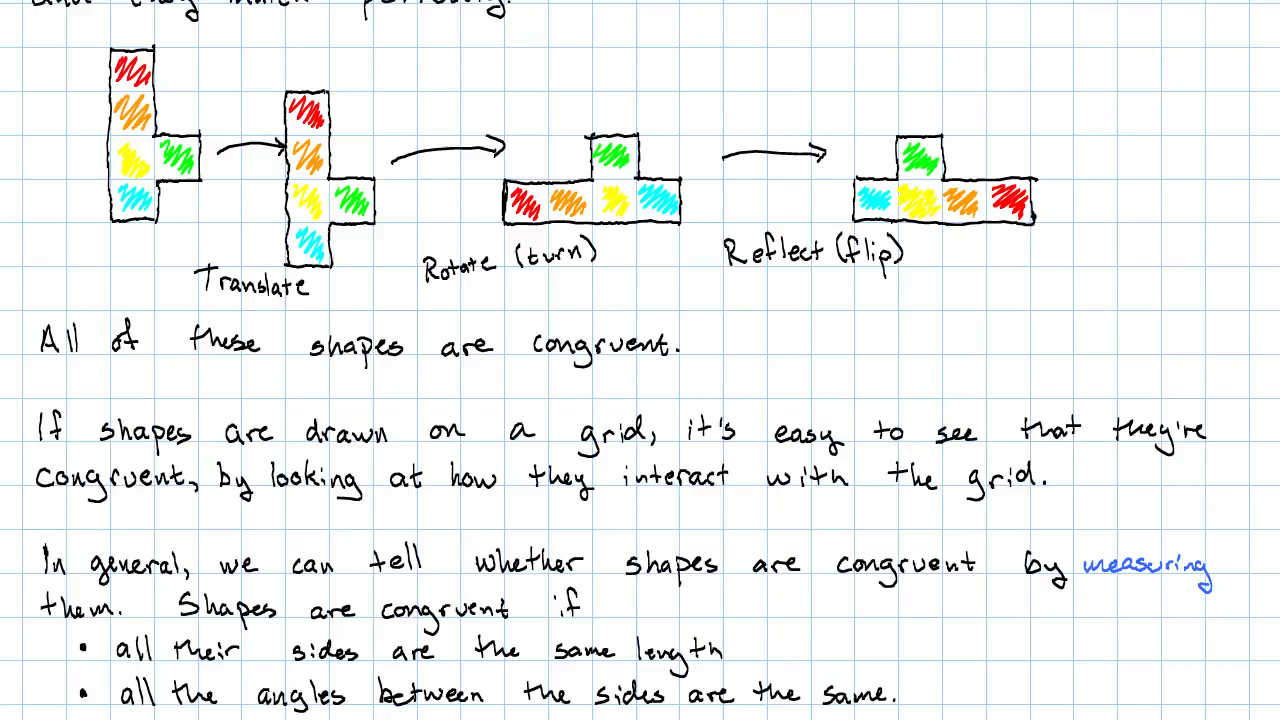 they match perfectly.
Translate
Rotate (turn)
Reflect (flip)
All of these shapes are congruent.
If shapes are drawn on a grid, it's easy to see that they're
congruent, by looking at how they interact with the grid.
In general, we can tell whether shapes are congruent by measuring
them. Shapes are congruent if
• all their sides are the same length
• all the angles between the sides are the same.